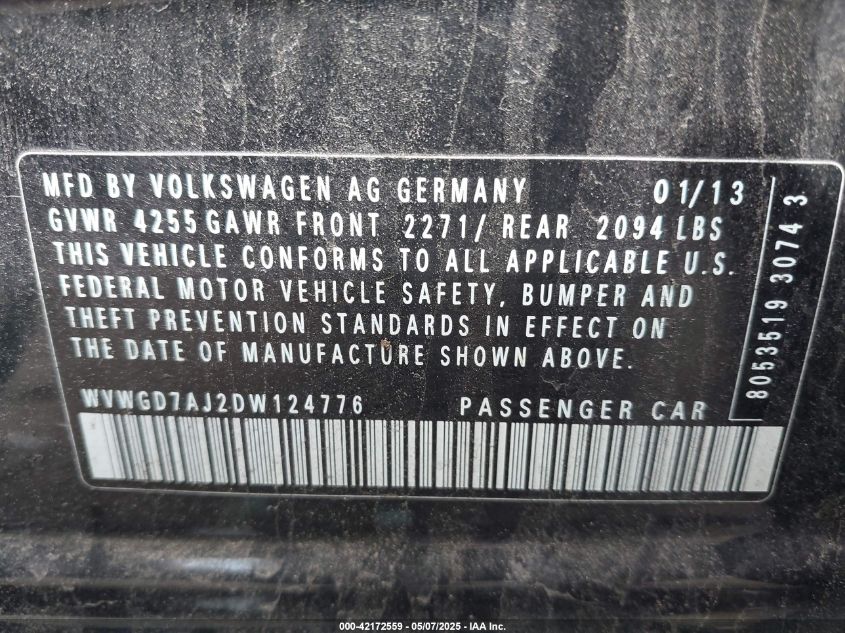 MFD BY VOLKSWAGEN AG GERMANY 01/13
GVWR 4255 GAWR FRONT 2271/ REAR 2094 LBS
THIS VEHICLE CONFORMS TO ALL APPLICABLE U.S.
FEDERAL MOTOR VEHICLE SAFETY, BUMPER AND
THEFT PREVENTION STANDARDS IN EFFECT ON
THE DATE OF MANUFACTURE SHOWN ABOVE.
WVWGD7AJ2DW124776 PASSENGER CAR
8053519 3074 3
000-42172559 - 05/07/2025 - IAA Inc.